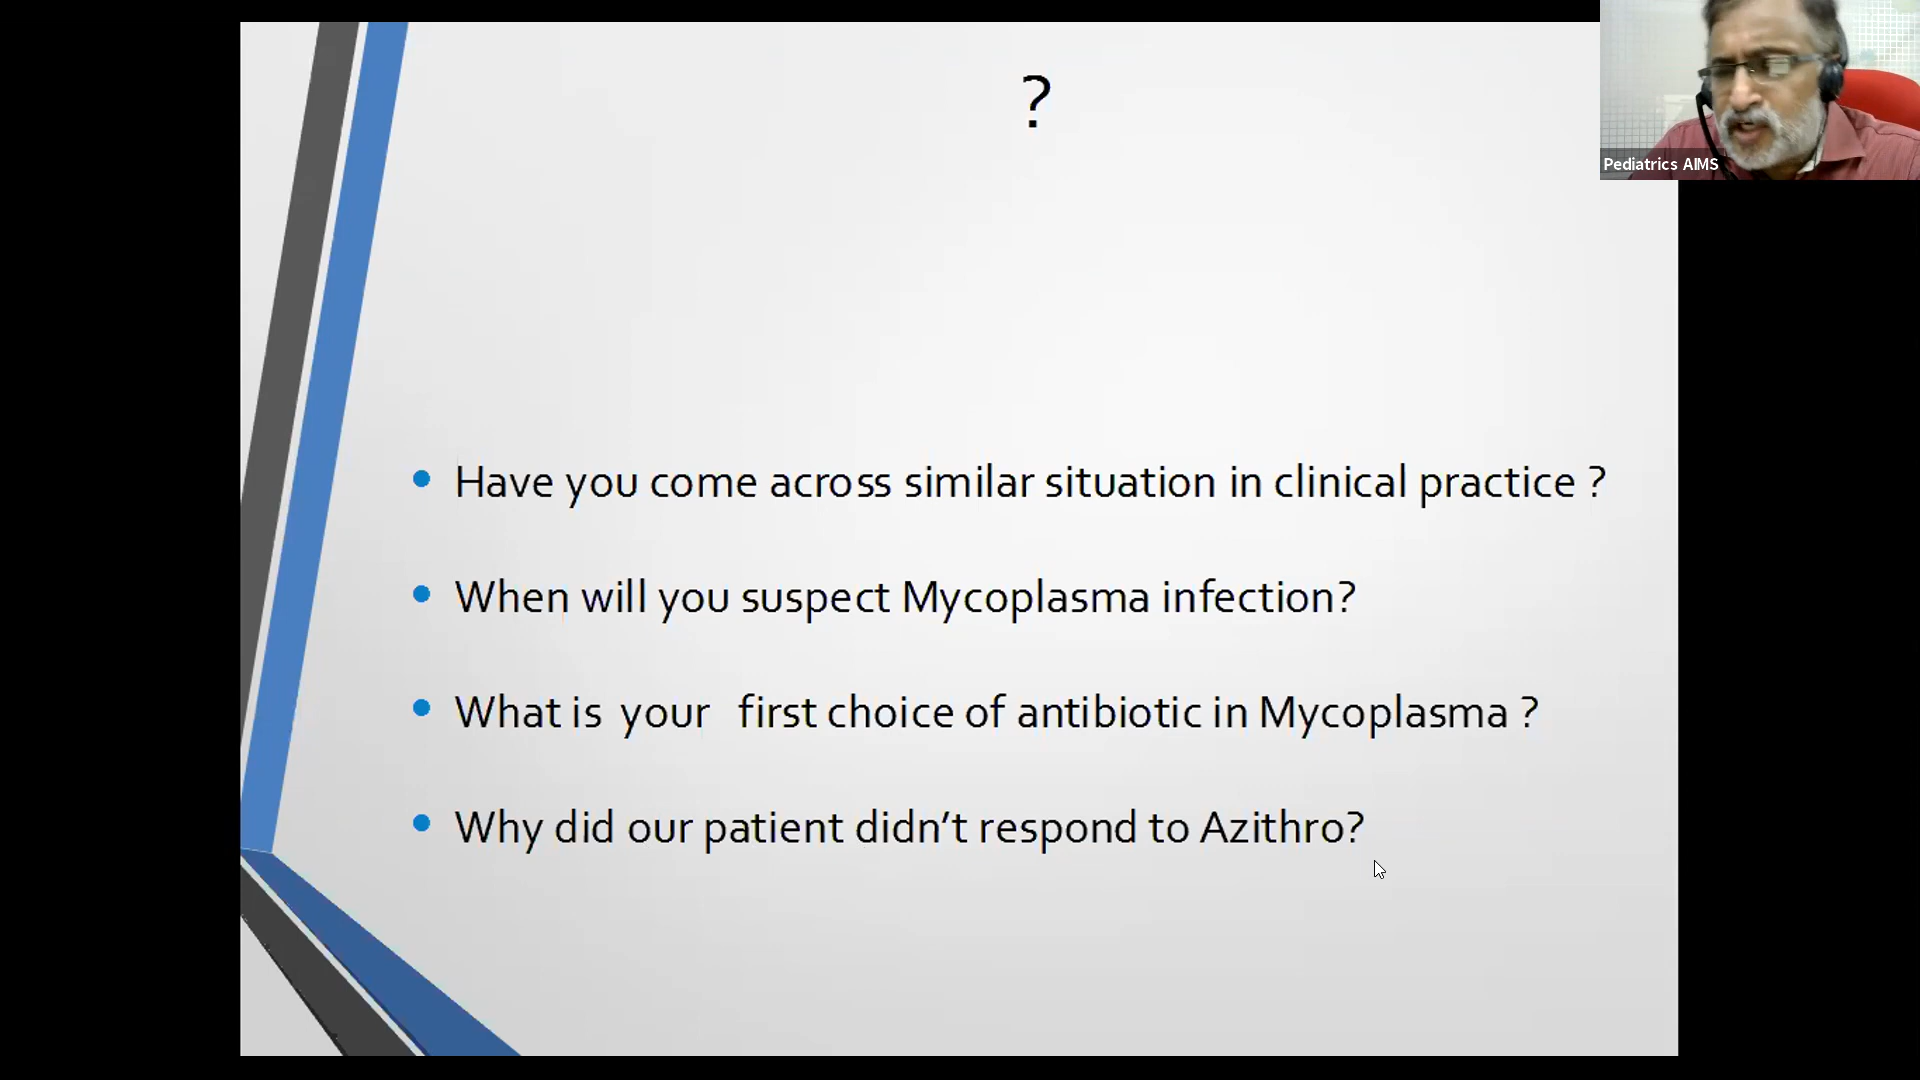 ?
Pediatrics AIMS
Have you come across similar situation in clinical practice ?
When will you suspect Mycoplasma infection?
What is your first choice of antibiotic in Mycoplasma ?
Why did our patient didn’t respond to Azithro?